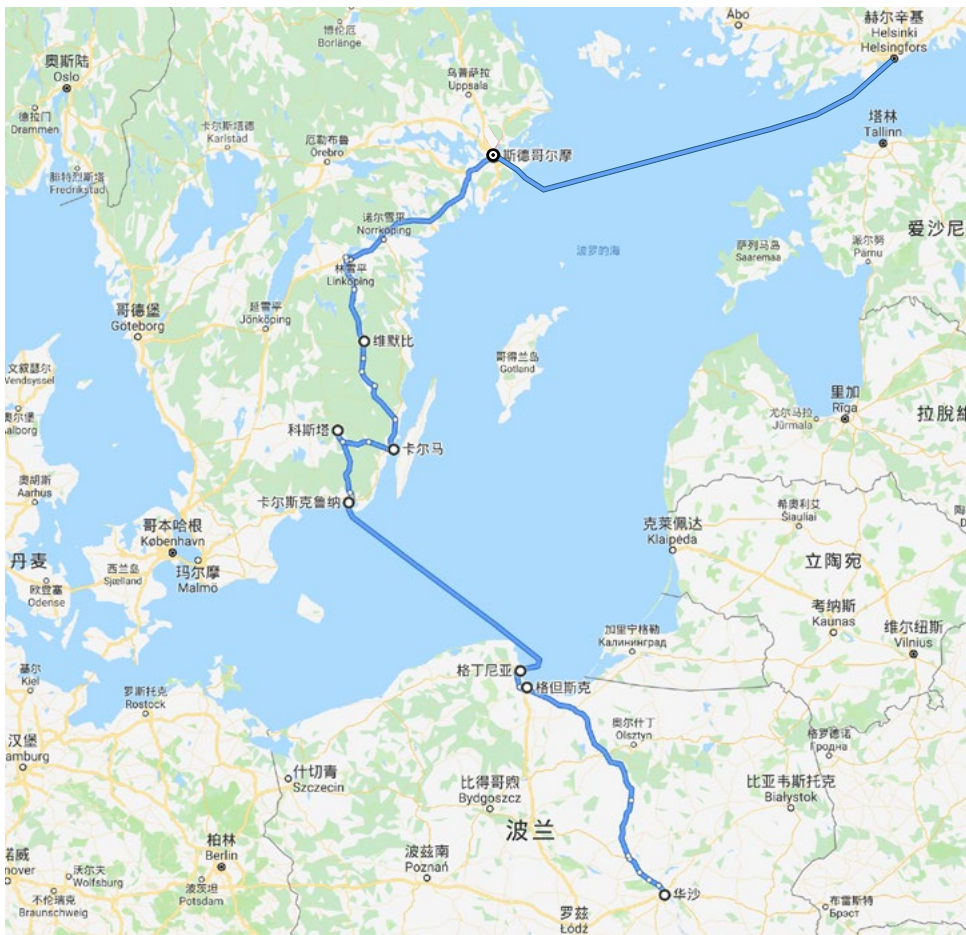 博伦厄
Borlänge
Åbo
赫尔辛基
Helsinki
Helsingfors
奥斯陆
Oslo
乌普萨拉
Uppsala
德拉门
Drammen
卡尔斯塔德
Karlstad
厄勒布鲁
Örebro
塔林
Tallinn
斯德哥尔摩
腓特烈斯塔
Fredrikstad
诺尔雪平
Norrköping
萨列马岛
Saaremaa
派尔努
Pärnu
爱沙尼
波罗的海
林雪平
Linköping
哥德堡
Göteborg
延雪平
Jönköping
维默比
哥得兰岛
Gotland
文叙瑟尔
Vendsyssel
里加
Rīga
尤尔马拉
Jūrmala
拉脱維
奥尔堡
Aalborg
科斯塔
卡尔马
奥胡斯
Aarhus
卡尔斯克鲁纳
希奥利艾
Šiauliai
哥本哈根
København
克莱佩达
Klaipėda
丹麦
西兰岛
Sjælland
玛尔摩
Malmö
立陶宛
欧登塞
Odense
考纳斯
Kaunas
加里宁格勒
Калининград
维尔纽斯
Vilnius
基尔
Kiel
格丁尼亚
格但斯克
罗斯托克
Rostock
奥尔什丁
Olsztyn
格罗德诺
Гродна
汉堡
amburg
什切青
Szczecin
比得哥煦
Bydgoszcz
比亚韦斯托克
Białystok
波兰
柏林
Berlin
诺威
nover
沃尔夫
Wolfsburg
波茨坦
Potsdam
波兹南
Poznań
华沙
不伦瑞克
Braunschweig
罗兹
Łódź
布雷斯特
Брэст